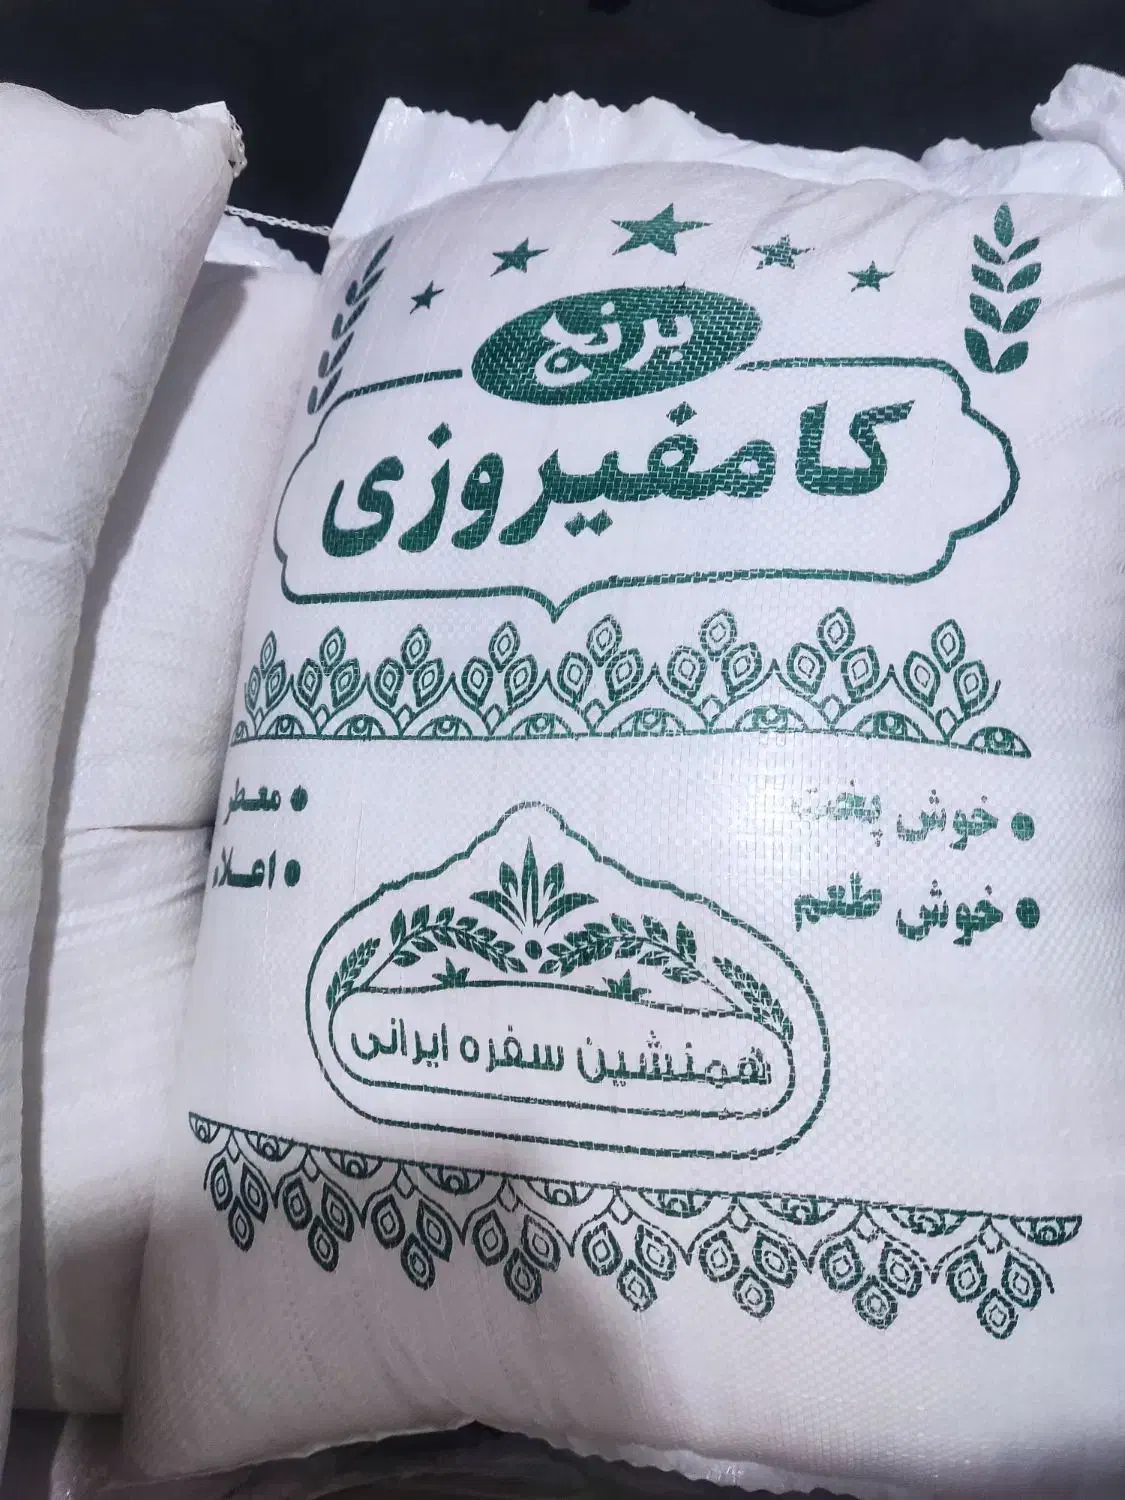 برنج
کامفیروزی
• خوش پخت
• معطر
• خوش طعم
• اعلاء
همنشین سفره ایرانی